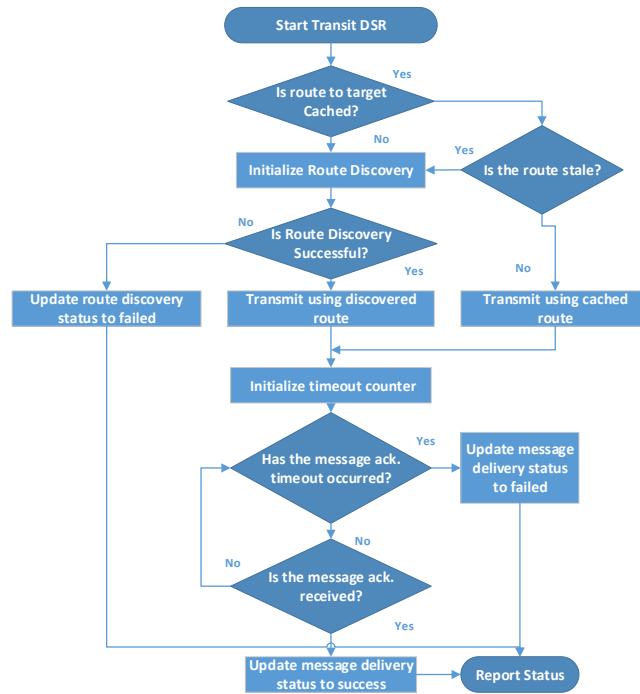 Start Transit DSR
Yes
Is route to target
Cached?
No
Yes
Initialize Route Discovery
Is the route stale?
No
Is Route Discovery
Successful?
Yes
No
Update route discovery
status to failed
Transmit using discovered
route
Transmit using cached
route
Initialize timeout counter
Yes
Has the message ack.
timeout occurred?
Update message
delivery status
to failed
No
No
Is the message ack.
received?
Yes
Update message delivery
status to success
Report Status